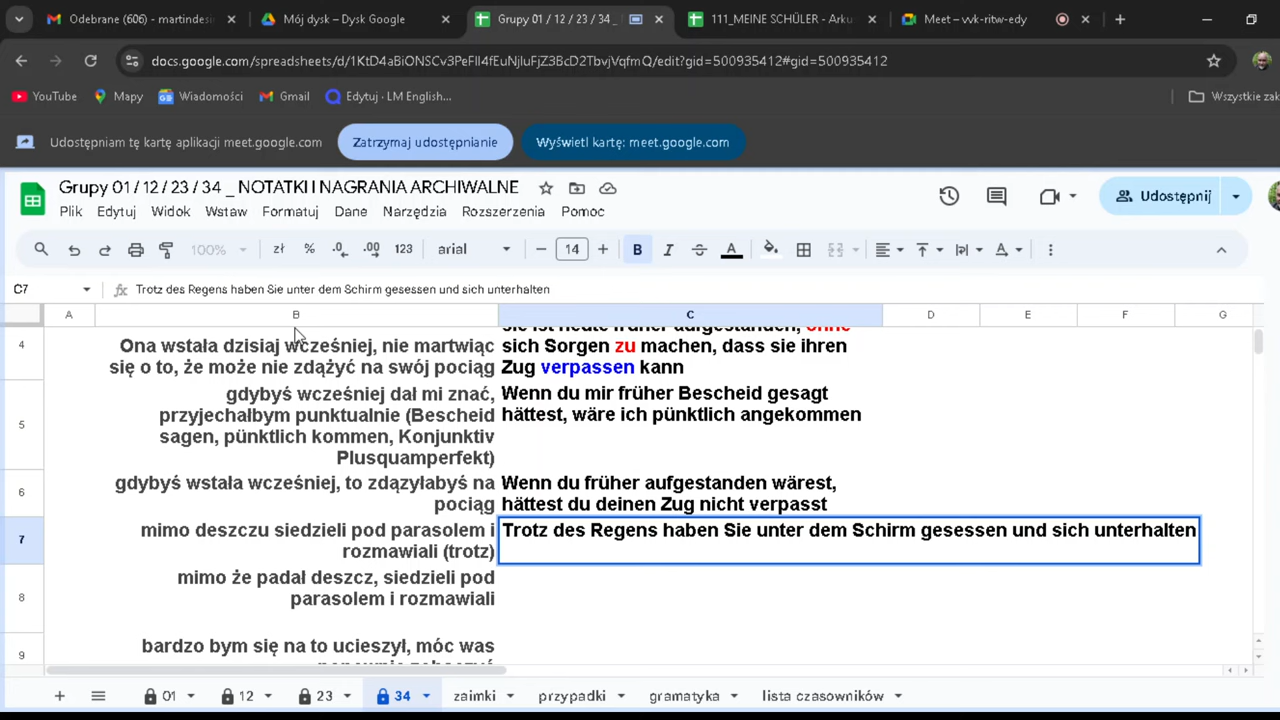 Odebrane (606) - martindesi
Mój dysk – Dysk Google
Grupy 01 / 12 / 23 / 34 _
111_MEINE SCHÜLER - Arku
Meet – vvk-ritw-edy
docs.google.com/spreadsheets/d/1KtD4aBiONSCv3PeFlI4fEuNjluFjZ3BcD2TbvjVqfmQ/edit?gid=500935412#gid=500935412
YouTube Mapy Wiadomości Gmail Edytuj · LM English... Wszystkie zak
Udostępniam tę kartę aplikacji meet.google.com Zatrzymaj udostępnianie Wyświetl kartę: meet.google.com
Grupy 01 / 12 / 23 / 34 _ NOTATKI I NAGRANIA ARCHIWALNE
Udostępnij
Plik Edytuj Widok Wstaw Formatuj Dane Narzędzia Rozszerzenia Pomoc
100% zł % .0 .00 123 arial 14 B I A
C7 fx Trotz des Regens haben Sie unter dem Schirm gesessen und sich unterhalten
A B C D E F G
4
Ona wstała dzisiaj wcześniej, nie martwiąc
się o to, że może nie zdążyć na swój pociąg
sie ist heute früher aufgestanden, ohne
sich Sorgen zu machen, dass sie ihren
Zug verpassen kann
5
gdybyś wcześniej dał mi znać,
przyjechałbym punktualnie (Bescheid
sagen, pünktlich kommen, Konjunktiv
Plusquamperfekt)
Wenn du mir früher Bescheid gesagt
hättest, wäre ich pünktlich angekommen
6
gdybyś wstała wcześniej, to zdązyłabyś na
pociąg
Wenn du früher aufgestanden wärest,
hättest du deinen Zug nicht verpasst
7
mimo deszczu siedzieli pod parasolem i
rozmawiali (trotz)
Trotz des Regens haben Sie unter dem Schirm gesessen und sich unterhalten
8
mimo że padał deszcz, siedzieli pod
parasolem i rozmawiali
9
bardzo bym się na to ucieszył, móc was
01 12 23 34 zaimki przypadki gramatyka lista czasowników